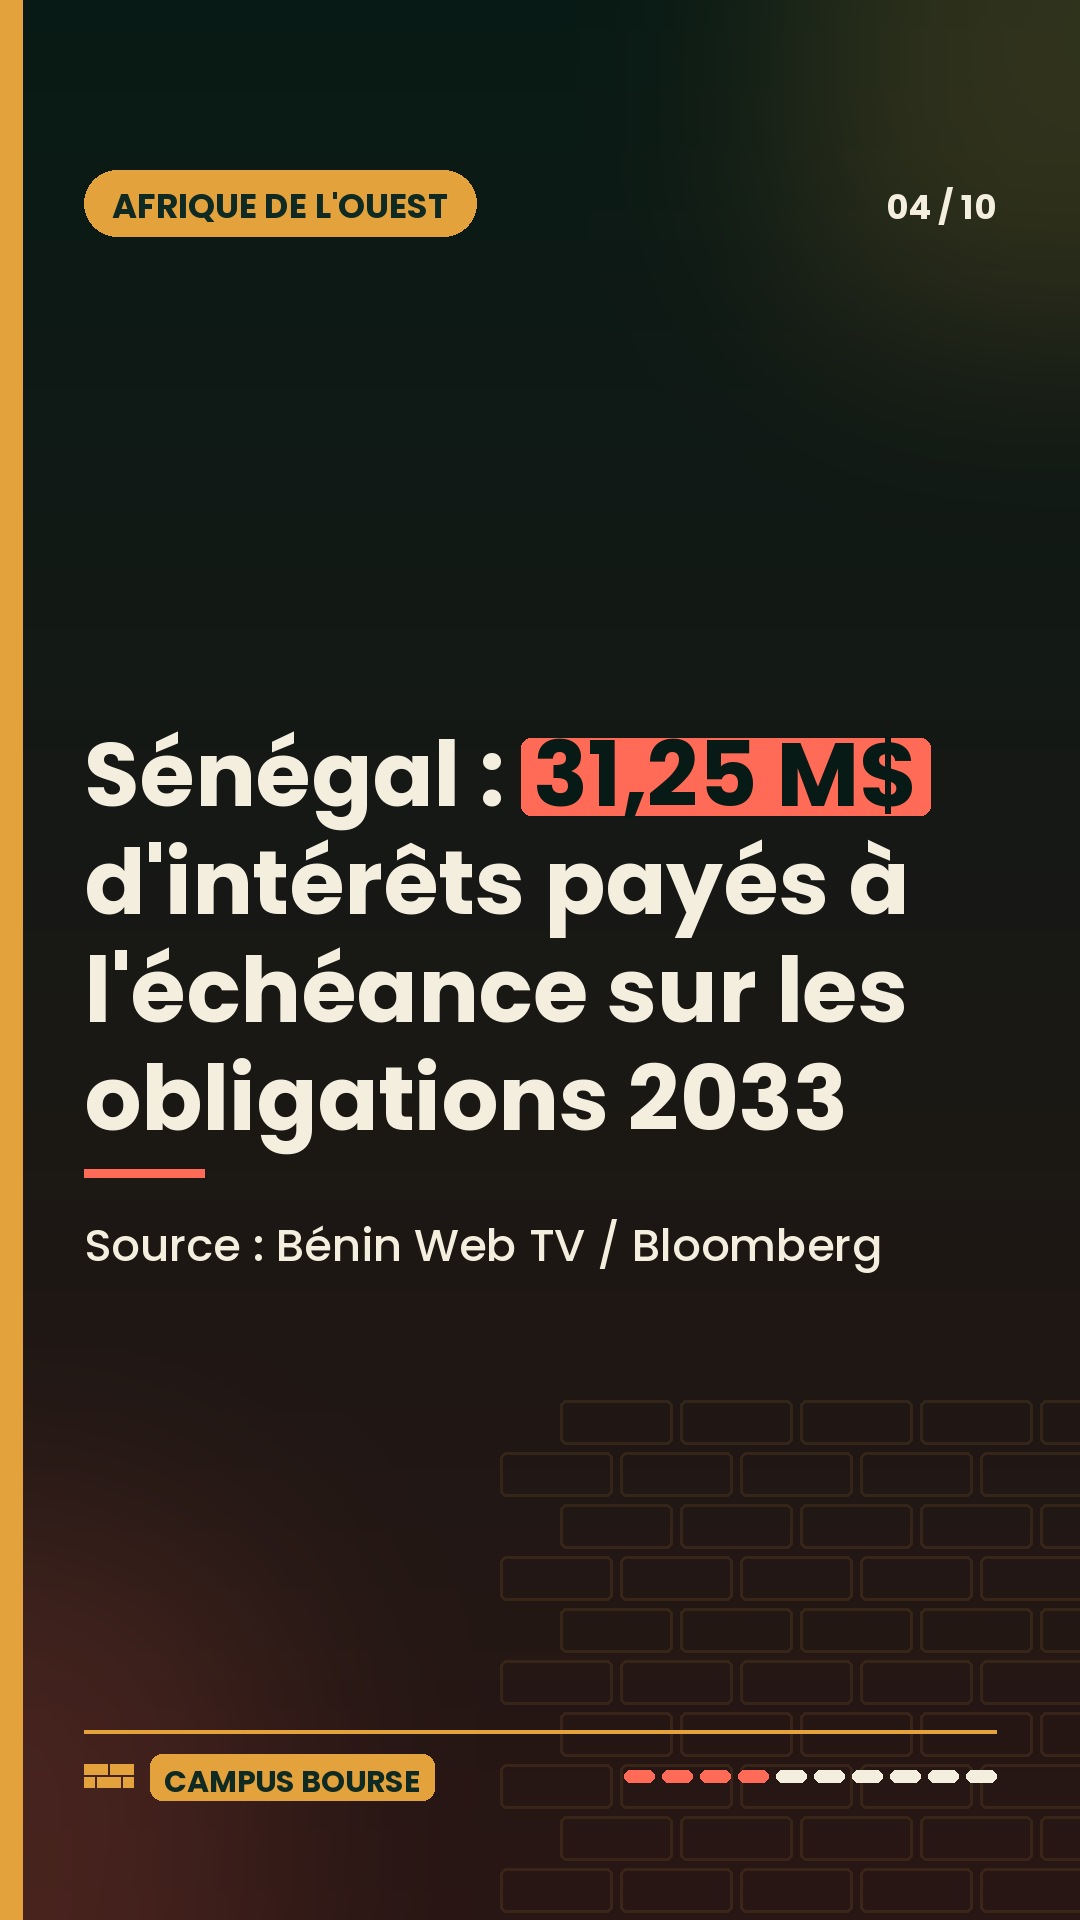 AFRIQUE DE L'OUEST
04 / 10
Sénégal : 31,25 M$
d'intérêts payés à
l'échéance sur les
obligations 2033
Source : Bénin Web TV / Bloomberg
CAMPUS BOURSE